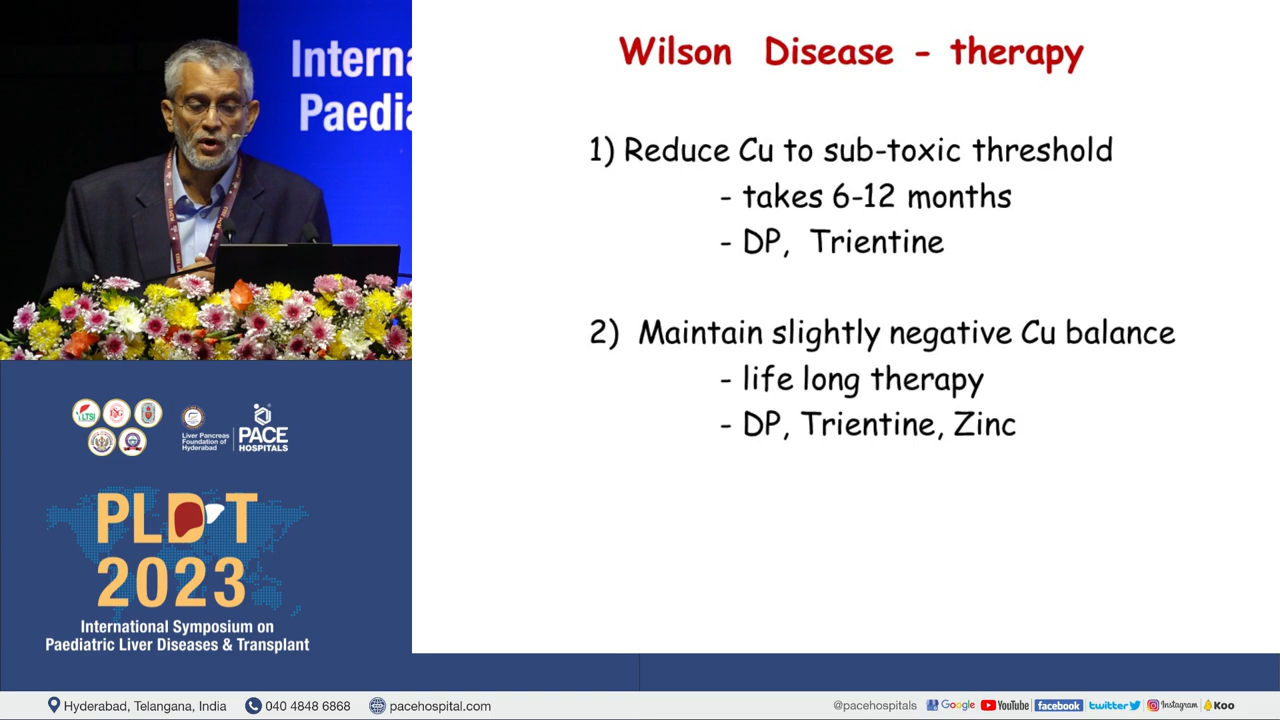 Interna
Paedia
Wilson Disease - therapy
1) Reduce Cu to sub-toxic threshold
- takes 6-12 months
- DP, Trientine
2) Maintain slightly negative Cu balance
- life long therapy
- DP, Trientine, Zinc
LTSI
Liver Pancreas
Foundation of
Hyderabad
PACE
HOSPITALS
PLDT
2023
International Symposium on
Paediatric Liver Diseases & Transplant
Hyderabad, Telangana, India
040 4848 6868
pacehospital.com
@pacehospitals
Google
YouTube
facebook
twitter
Instagram
Koo